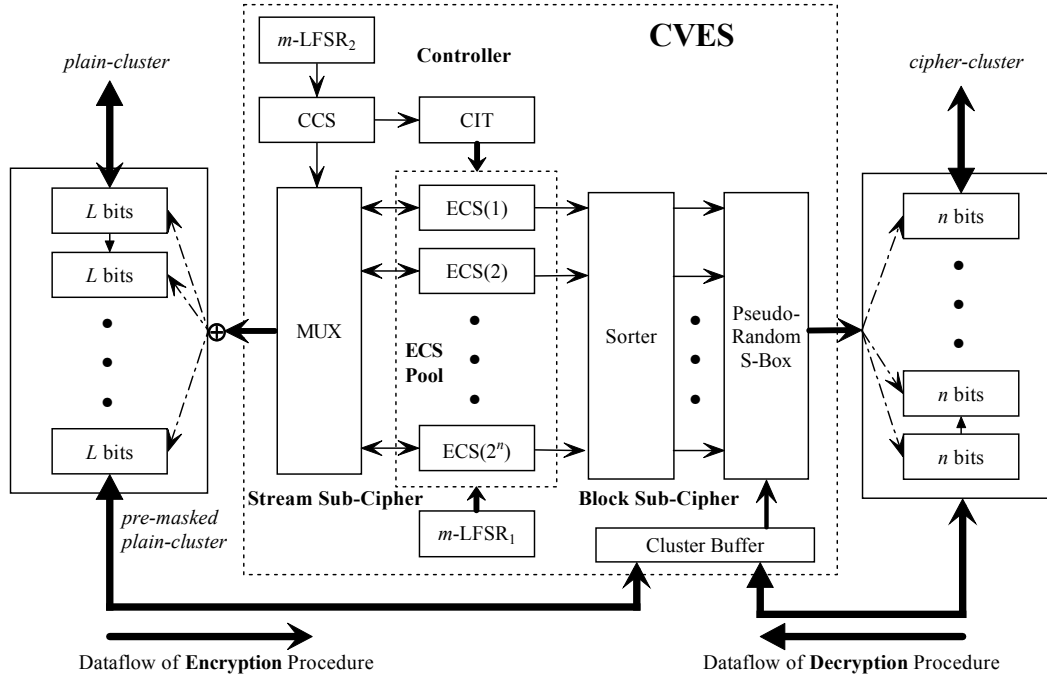 CVES
m-LFSR₂
Controller
plain-cluster
cipher-cluster
CCS
CIT
L bits
ECS(1)
n bits
L bits
ECS(2)
MUX
ECS
Pool
Sorter
Pseudo-
Random
S-Box
n bits
L bits
ECS(2ⁿ)
n bits
Stream Sub-Cipher
Block Sub-Cipher
pre-masked
plain-cluster
m-LFSR₁
Cluster Buffer
Dataflow of Encryption Procedure
Dataflow of Decryption Procedure